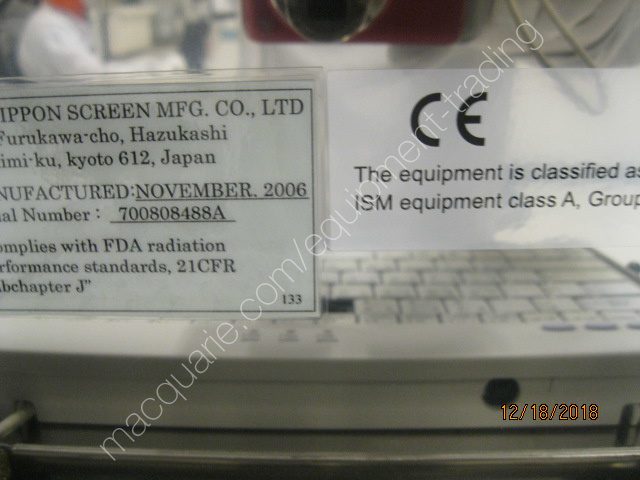 IPPON SCREEN MFG. CO., LTD
Furukawa-cho, Hazukashi
imi-ku, kyoto 612, Japan
NUFACTURED:NOVEMBER. 2006
ial Number : 700808488A
omplies with FDA radiation
erformance standards, 21CFR
ubchapter J"
133
CE
The equipment is classified as
ISM equipment class A, Group
macquarie.com/equipment-trading
12/18/2018